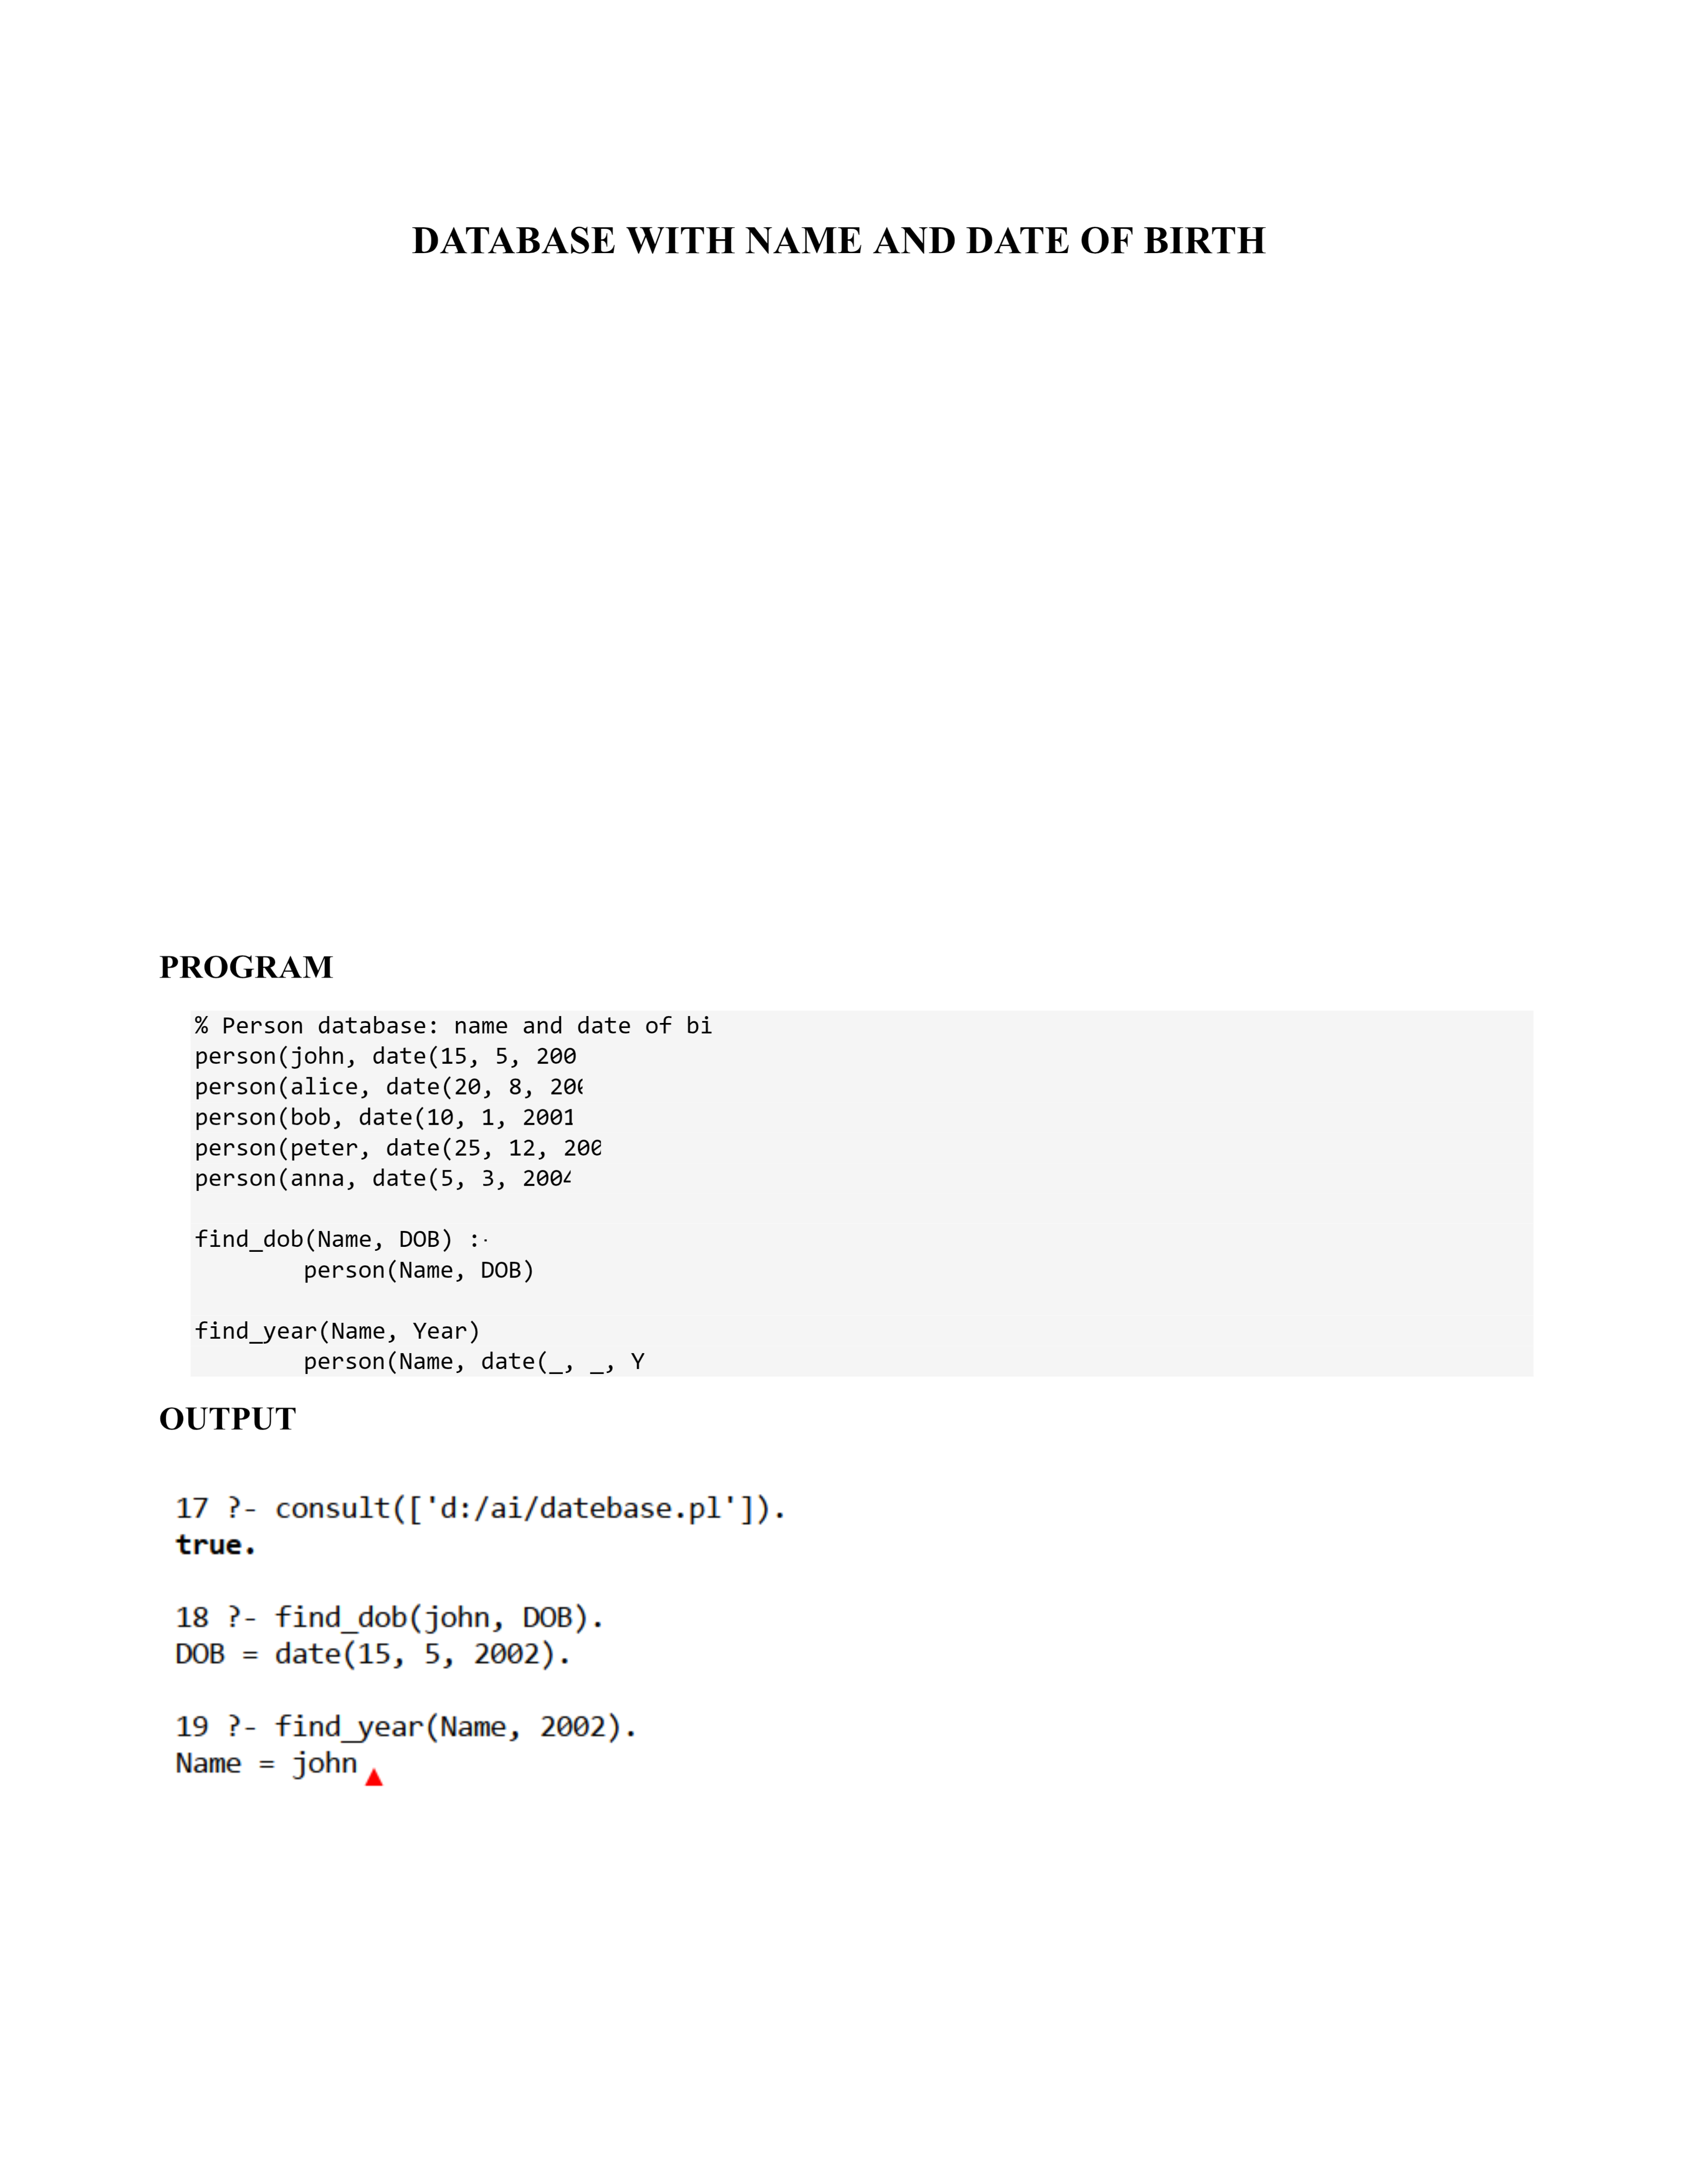 DATABASE WITH NAME AND DATE OF BIRTH
PROGRAM
% Person database: name and date of bi
person(john, date(15, 5, 200
person(alice, date(20, 8, 20
person(bob, date(10, 1, 2001
person(peter, date(25, 12, 200
person(anna, date(5, 3, 200
find_dob(Name, DOB) :
person(Name, DOB)
find_year(Name, Year)
person(Name, date(_, _, Y
OUTPUT
17 ?- consult(['d:/ai/datebase.pl']).
true.
18 ?- find_dob(john, DOB).
DOB = date(15, 5, 2002).
19 ?- find_year(Name, 2002).
Name = john